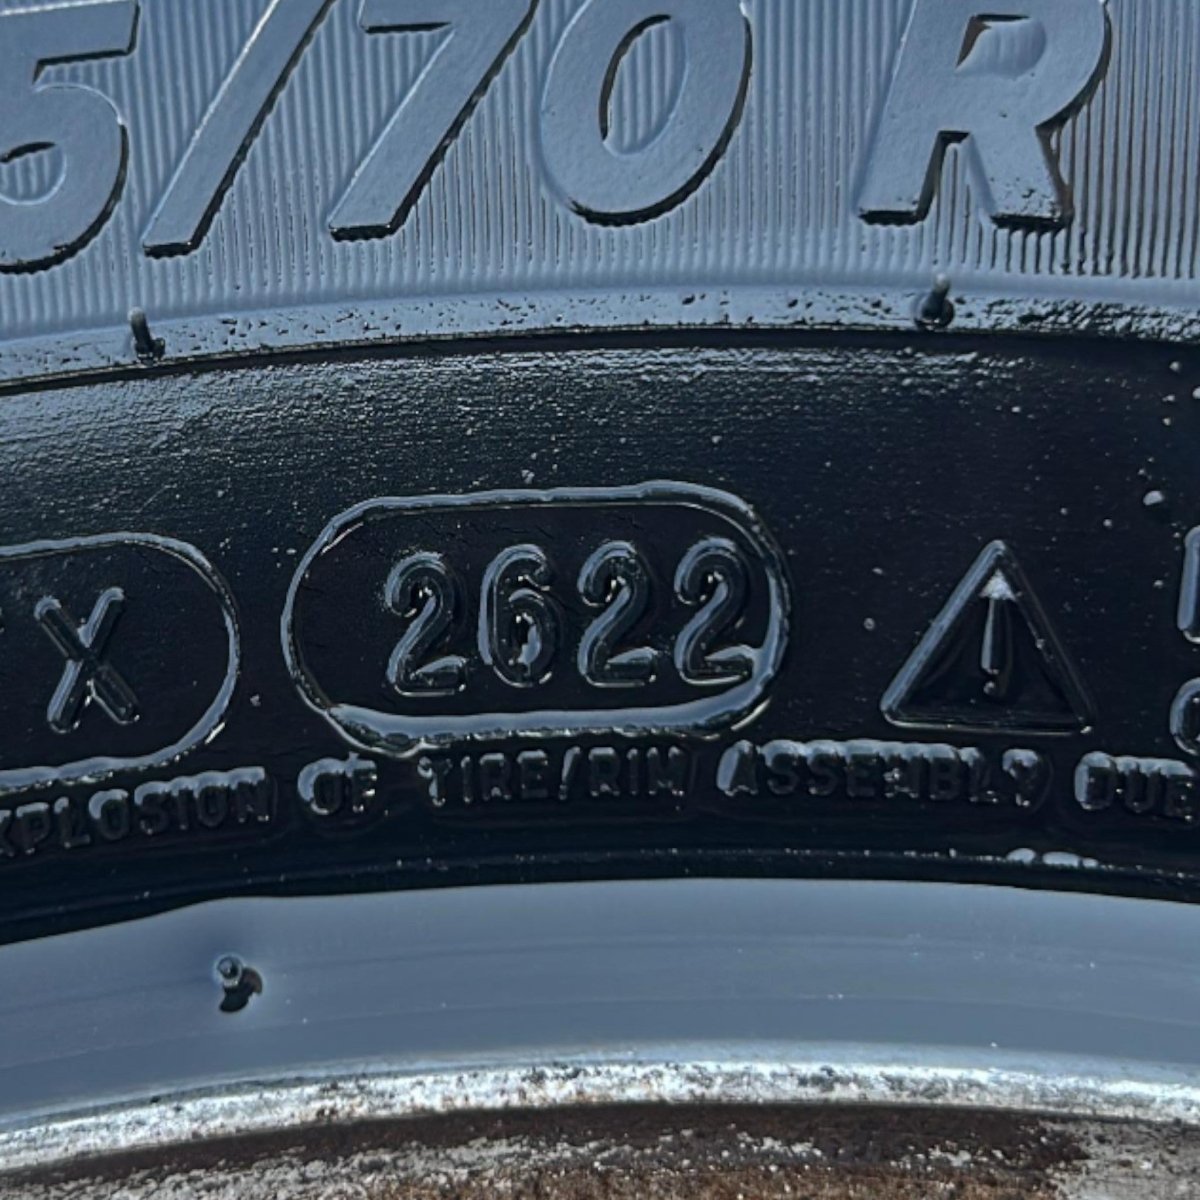 5/70 R
X 2622
XPLOSION OF TIRE/RIM ASSEMBLY DUE